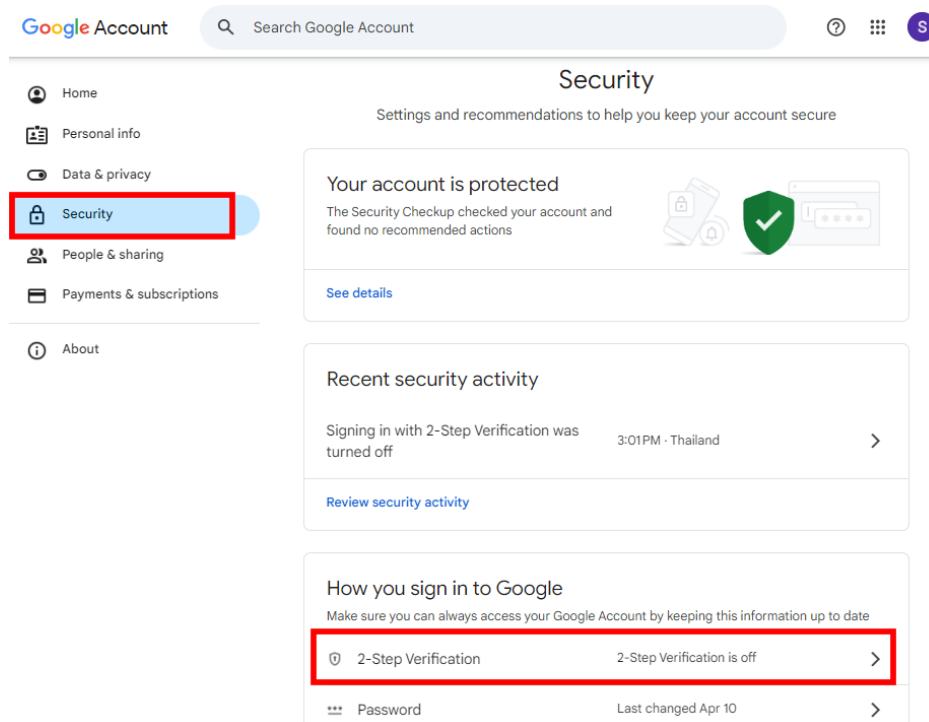 Google Account
Search Google Account
S
Home
Personal info
Data & privacy
Security
People & sharing
Payments & subscriptions
About
Security
Settings and recommendations to help you keep your account secure
Your account is protected
The Security Checkup checked your account and
found no recommended actions
See details
Recent security activity
Signing in with 2-Step Verification was
turned off
3:01 PM · Thailand
Review security activity
How you sign in to Google
Make sure you can always access your Google Account by keeping this information up to date
2-Step Verification
2-Step Verification is off
Password
Last changed Apr 10